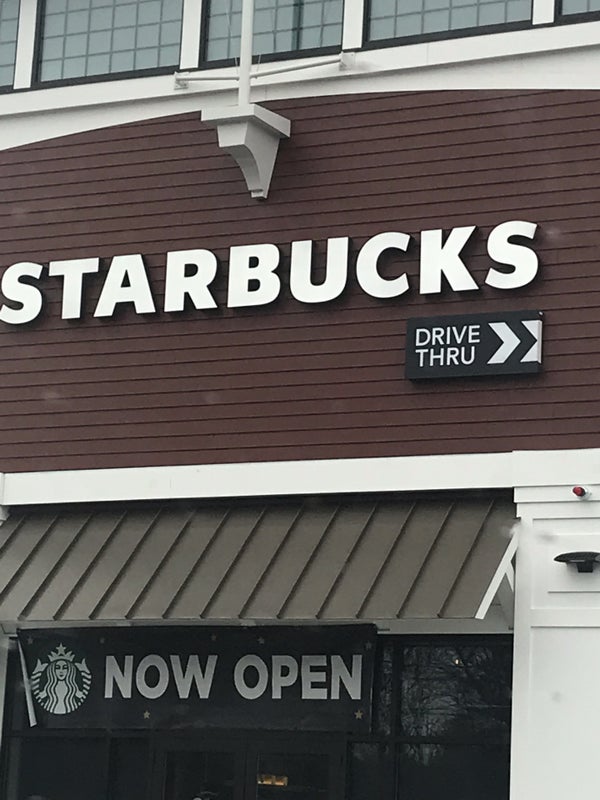 STARBUCKS
DRIVE
THRU
NOW OPEN